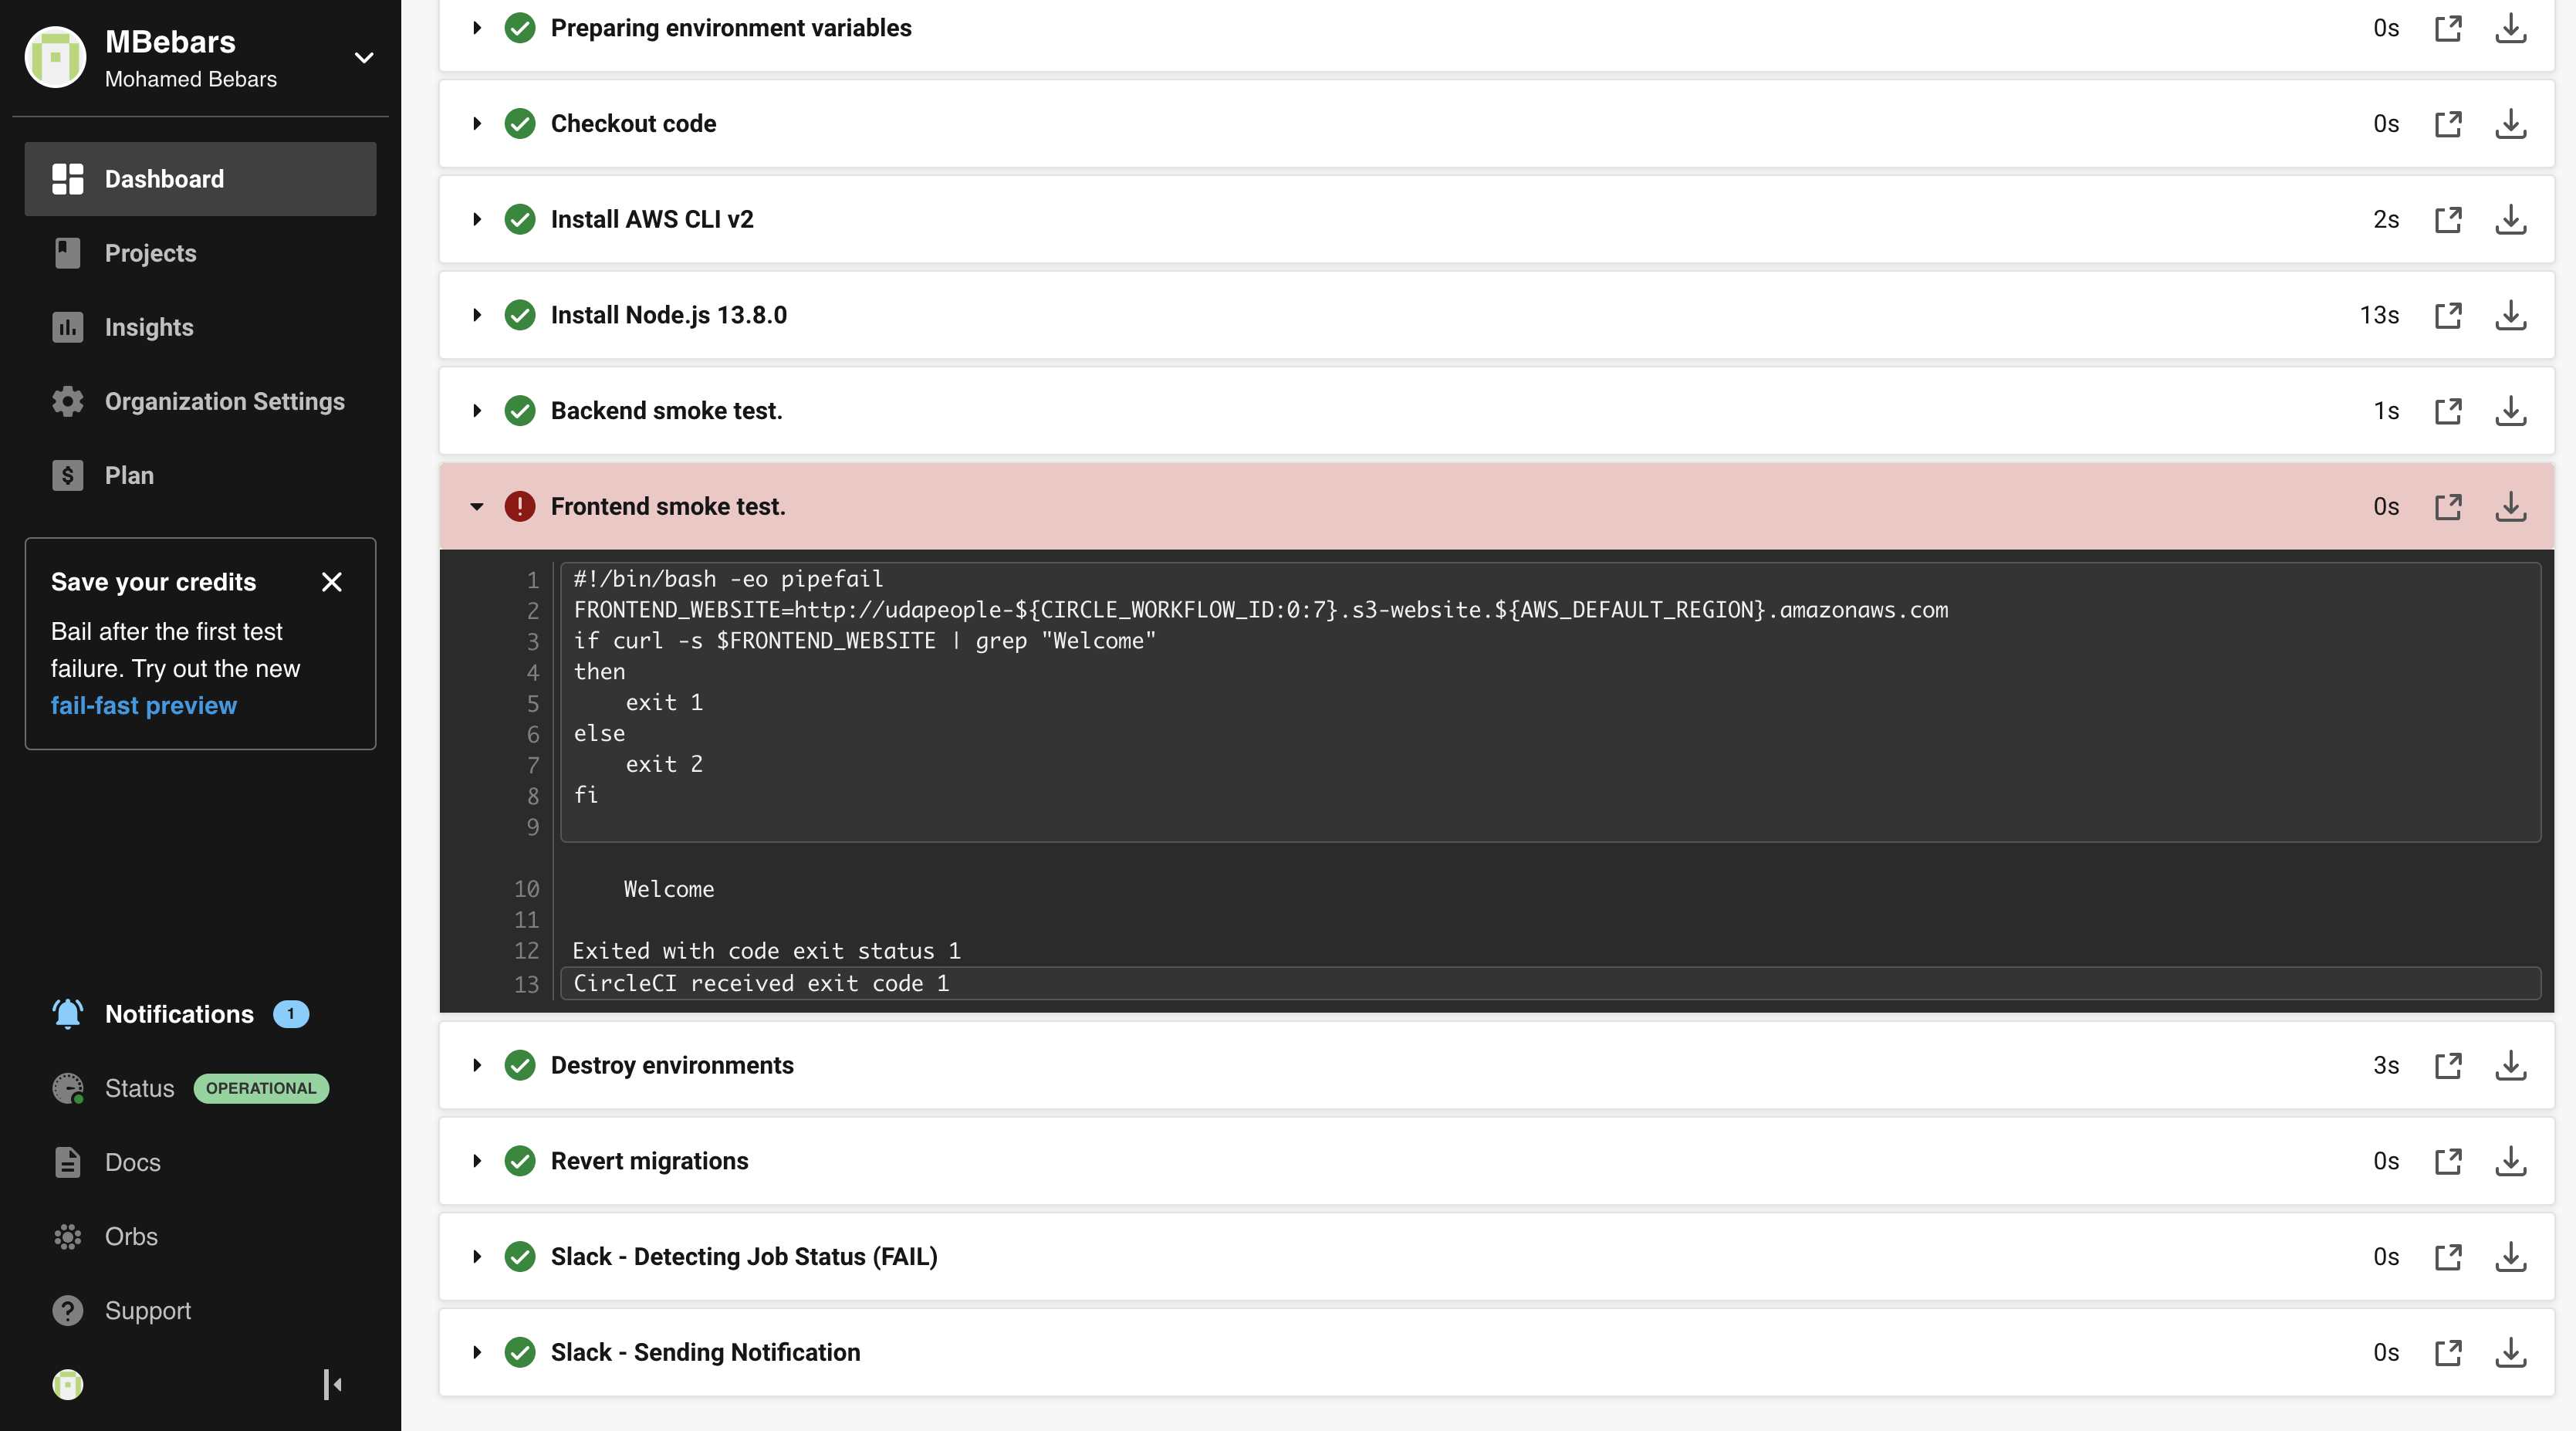 MBebars
Mohamed Bebars
Dashboard
Projects
Insights
Organization Settings
Plan
Save your credits
Bail after the first test
failure. Try out the new
fail-fast preview
Notifications 1
Status OPERATIONAL
Docs
Orbs
Support
Preparing environment variables 0s
Checkout code 0s
Install AWS CLI v2 2s
Install Node.js 13.8.0 13s
Backend smoke test. 1s
Frontend smoke test. 0s
1 #!/bin/bash -eo pipefail
2 FRONTEND_WEBSITE=http://udapeople-${CIRCLE_WORKFLOW_ID:0:7}.s3-website.${AWS_DEFAULT_REGION}.amazonaws.com
3 if curl -s $FRONTEND_WEBSITE | grep "Welcome"
4 then
5     exit 1
6 else
7     exit 2
8 fi
9
10     Welcome
11
12 Exited with code exit status 1
13 CircleCI received exit code 1
Destroy environments 3s
Revert migrations 0s
Slack - Detecting Job Status (FAIL) 0s
Slack - Sending Notification 0s